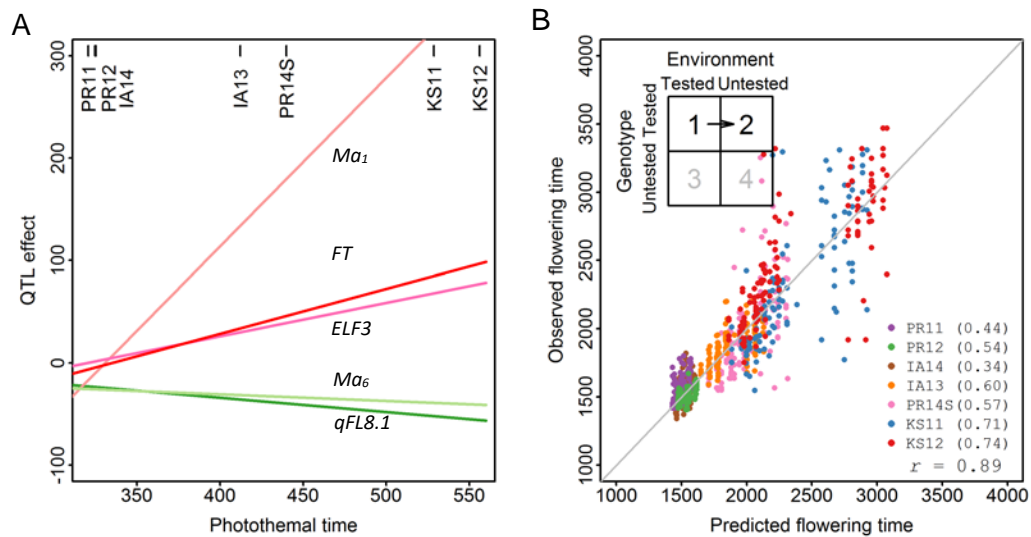 A
QTL effect
300
200
100
0
-100
PR11
PR12
IA14
IA13
PR14S
KS11
KS12
Ma1
FT
ELF3
Ma6
qFL8.1
350
400
450
500
550
Photothemal time
B
Observed flowering time
4000
3500
3000
2500
2000
1500
1000
Environment
Tested Untested
Genotype
Untested Tested
1 2
3 4
PR11 (0.44)
PR12 (0.54)
IA14 (0.34)
IA13 (0.60)
PR14S (0.57)
KS11 (0.71)
KS12 (0.74)
r = 0.89
1000 1500 2000 2500 3000 3500 4000
Predicted flowering time